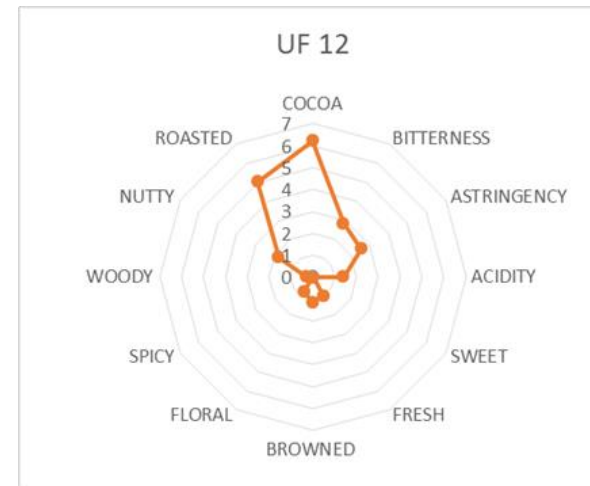 UF 12
COCOA
ROASTED
BITTERNESS
7
6
5
4
3
2
1
0
NUTTY
ASTRINGENCY
WOODY
ACIDITY
SPICY
SWEET
FLORAL
FRESH
BROWNED